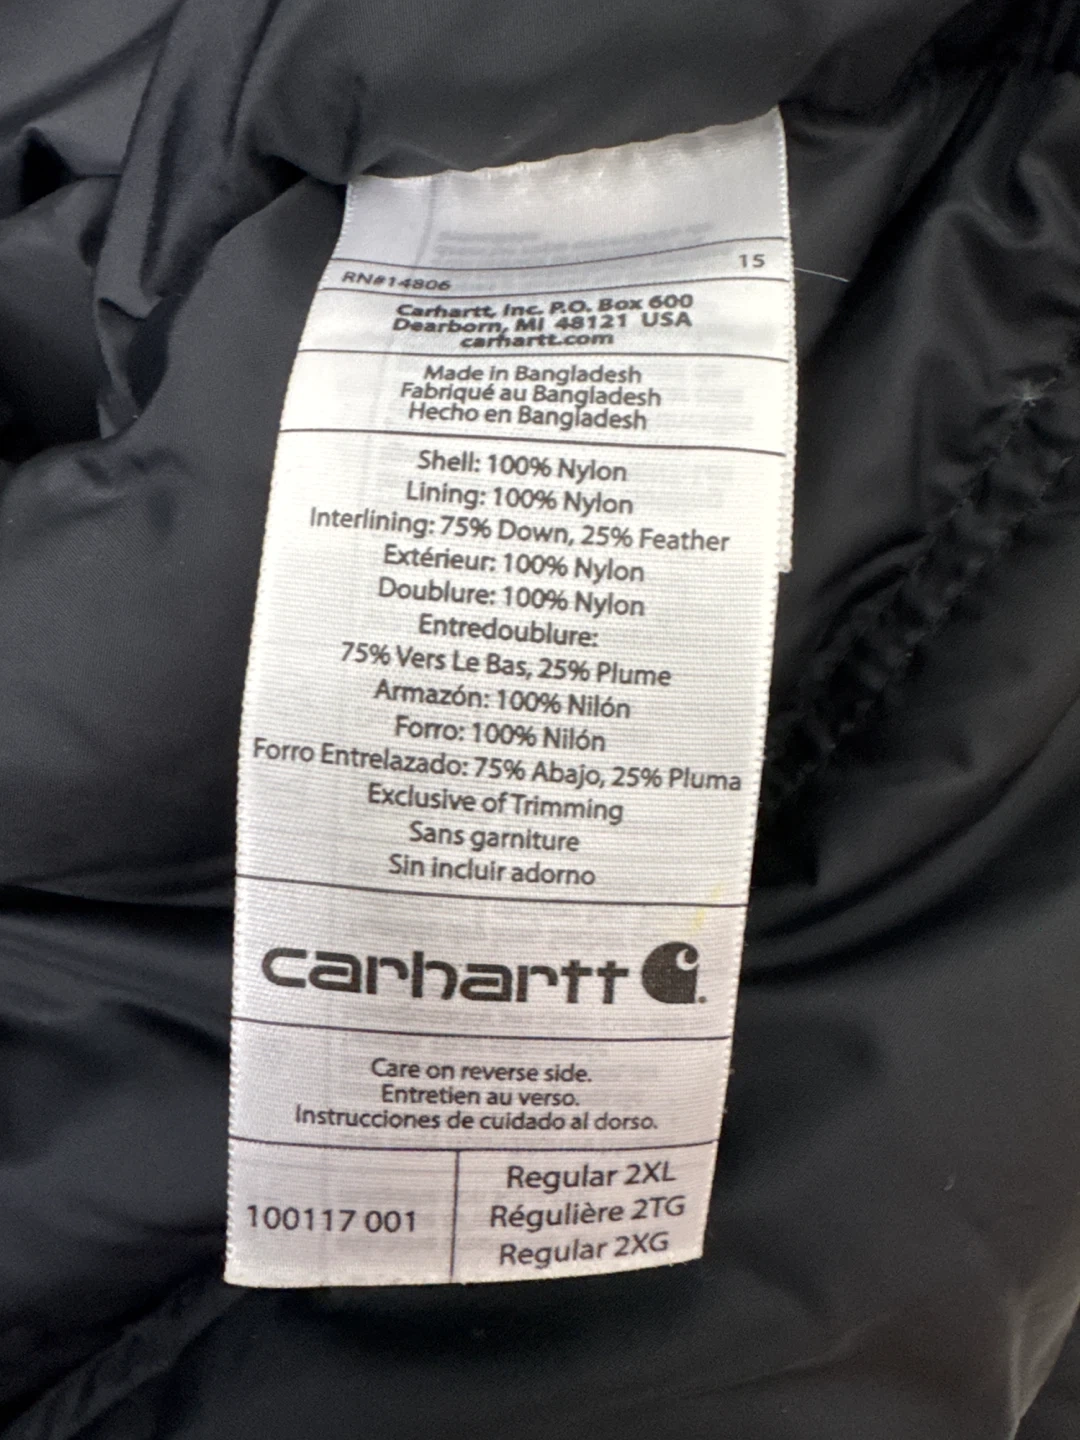 15
RN#14806
Carhartt, Inc. P.O. Box 600
Dearborn, MI 48121 USA
carhartt.com
Made in Bangladesh
Fabriqué au Bangladesh
Hecho en Bangladesh
Shell: 100% Nylon
Lining: 100% Nylon
Interlining: 75% Down, 25% Feather
Extérieur: 100% Nylon
Doublure: 100% Nylon
Entredoublure:
75% Vers Le Bas, 25% Plume
Armazón: 100% Nilón
Forro: 100% Nilón
Forro Entrelazado: 75% Abajo, 25% Pluma
Exclusive of Trimming
Sans garniture
Sin incluir adorno
carhartt
Care on reverse side.
Entretien au verso.
Instrucciones de cuidado al dorso.
100117 001
Regular 2XL
Régulière 2TG
Regular 2XG